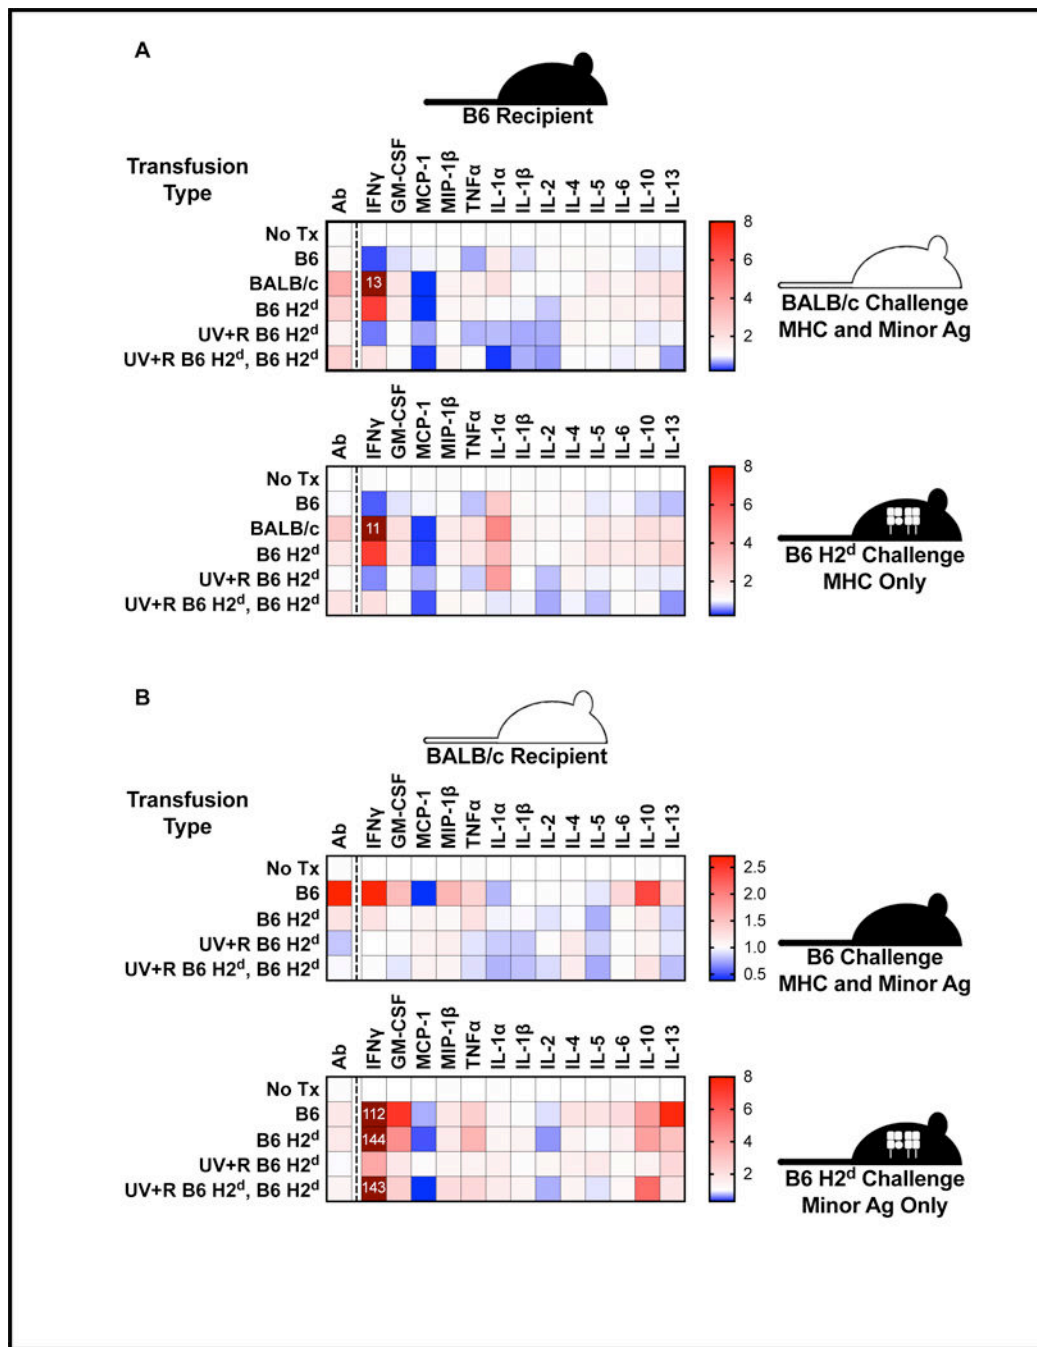 A
B6 Recipient
Transfusion
Type
Ab IFNγ GM-CSF MCP-1 MIP-1β TNFα IL-1α IL-1β IL-2 IL-4 IL-5 IL-6 IL-10 IL-13
No Tx
B6
BALB/c 13
B6 H2ᵈ
UV+R B6 H2ᵈ
UV+R B6 H2ᵈ, B6 H2ᵈ
8
6
4
2
BALB/c Challenge
MHC and Minor Ag
Ab IFNγ GM-CSF MCP-1 MIP-1β TNFα IL-1α IL-1β IL-2 IL-4 IL-5 IL-6 IL-10 IL-13
No Tx
B6
BALB/c 11
B6 H2ᵈ
UV+R B6 H2ᵈ
UV+R B6 H2ᵈ, B6 H2ᵈ
8
6
4
2
B6 H2ᵈ Challenge
MHC Only
B
BALB/c Recipient
Transfusion
Type
Ab IFNγ GM-CSF MCP-1 MIP-1β TNFα IL-1α IL-1β IL-2 IL-4 IL-5 IL-6 IL-10 IL-13
No Tx
B6
B6 H2ᵈ
UV+R B6 H2ᵈ
UV+R B6 H2ᵈ, B6 H2ᵈ
2.5
2.0
1.5
1.0
0.5
B6 Challenge
MHC and Minor Ag
Ab IFNγ GM-CSF MCP-1 MIP-1β TNFα IL-1α IL-1β IL-2 IL-4 IL-5 IL-6 IL-10 IL-13
No Tx
B6 112
B6 H2ᵈ 144
UV+R B6 H2ᵈ
UV+R B6 H2ᵈ, B6 H2ᵈ 143
8
6
4
2
B6 H2ᵈ Challenge
Minor Ag Only